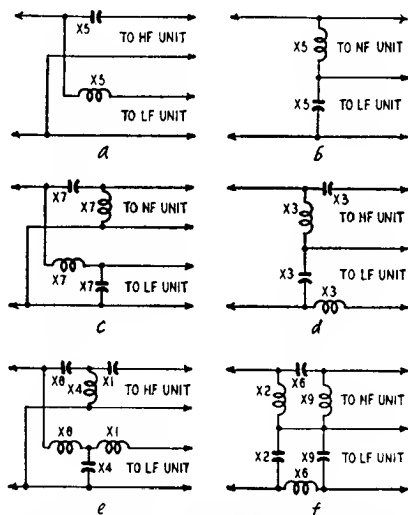 X5
TO HF UNIT
X5
TO LF UNIT
a
X5
TO NF UNIT
X5
TO LF UNIT
b
X7
X7
TO NF UNIT
X7
X7
TO LF UNIT
c
X3
X3
TO HF UNIT
X3
TO LF UNIT
X3
d
X8
X1
X4
TO HF UNIT
X8
X1
X4
TO LF UNIT
e
X6
X2
X9
TO HF UNIT
X2
X9
TO LF UNIT
X6
f